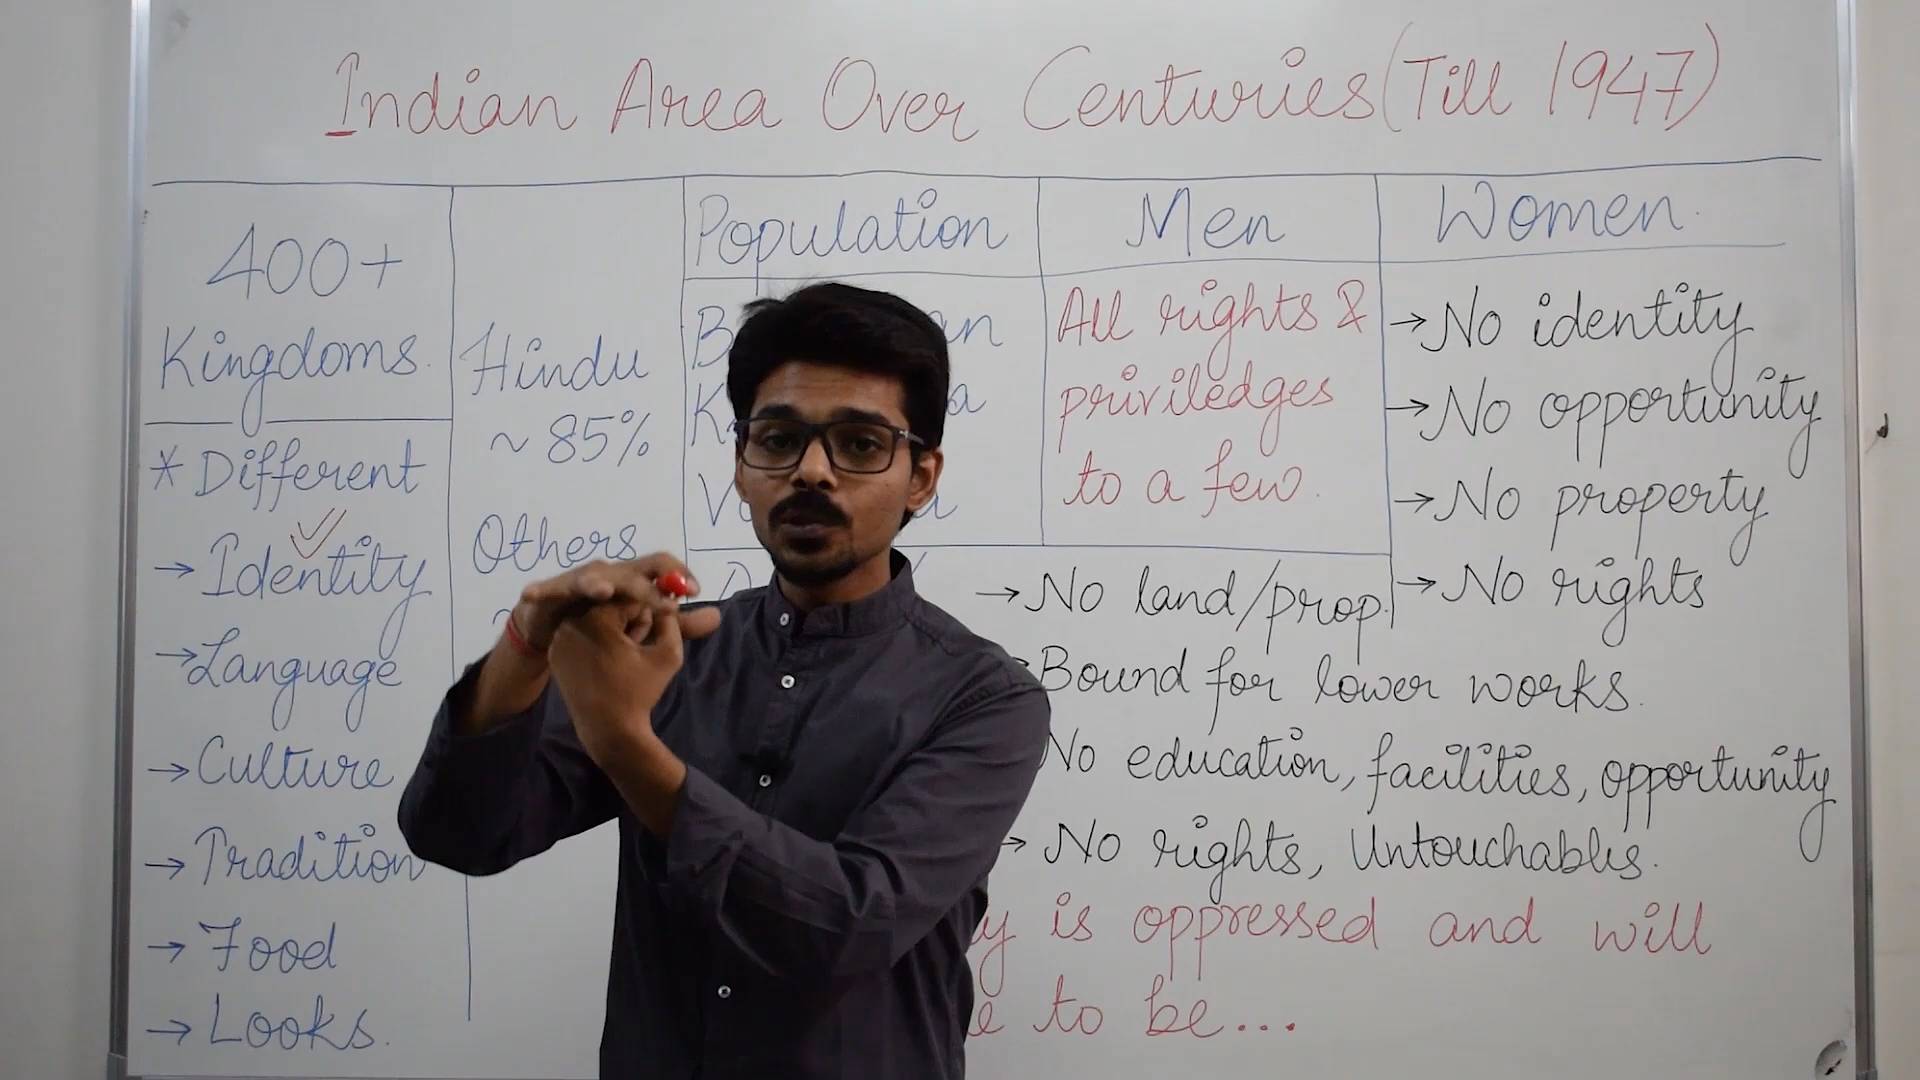 Indian Area Over Centuries (Till 1947)
400+
Kingdoms.
* Different
→ Identity
→ Language
→ Culture
→ Tradition
→ Food
→ Looks.
Hindu
~ 85%
Others
Population
Men
All rights &
priviledges
to a few.
Women.
→ No identity
→ No opportunity
→ No property
→ No rights
→ No land/prop.
Bound for lower works.
No education, facilities, opportunity
→ No rights, Untouchables.
is oppressed and will
to be...